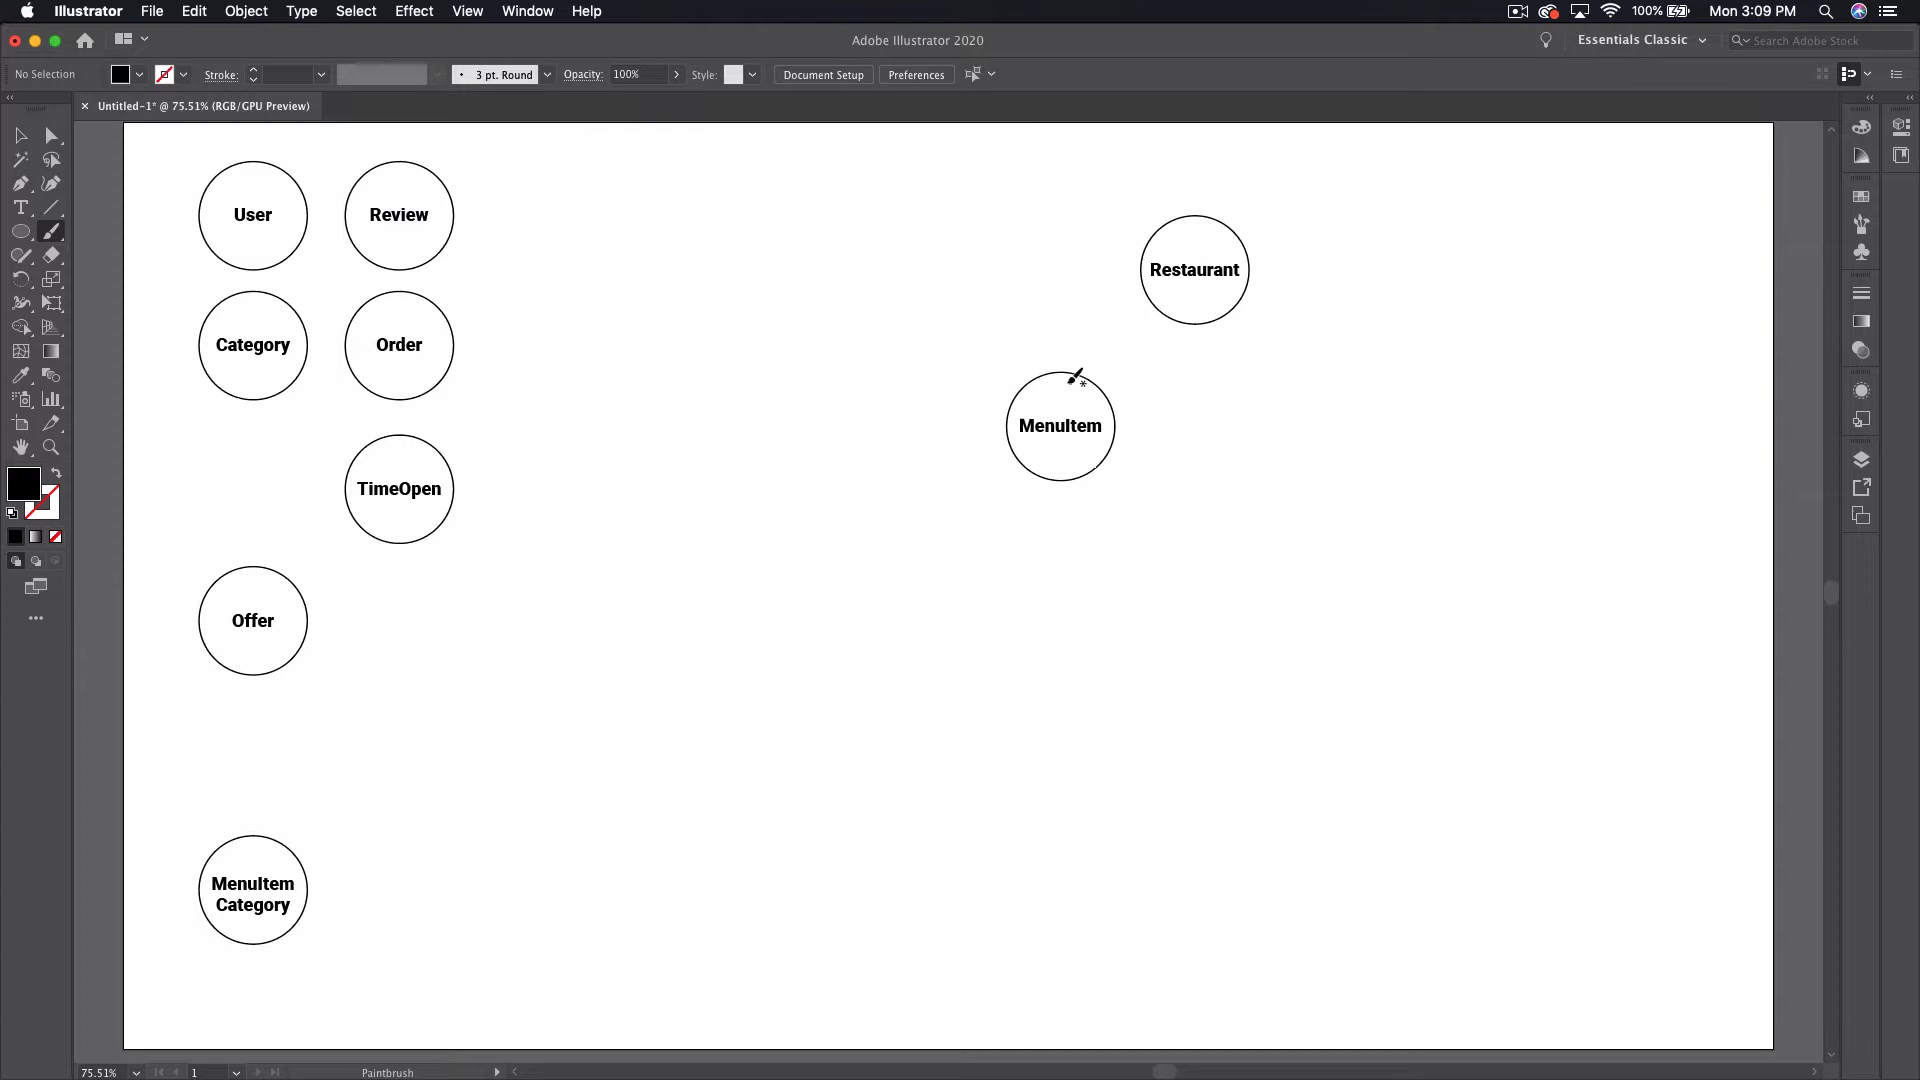 Illustrator File Edit Object Type Select Effect View Window Help
100% Mon 3:09 PM
Adobe Illustrator 2020
Essentials Classic
Search Adobe Stock
No Selection
Stroke:
3 pt. Round
Opacity: 100%
Style:
Document Setup
Preferences
× Untitled-1* @ 75.51% (RGB/GPU Preview)
User
Review
Restaurant
Category
Order
MenuItem
TimeOpen
Offer
MenuItem
Category
75.51%
1
Paintbrush